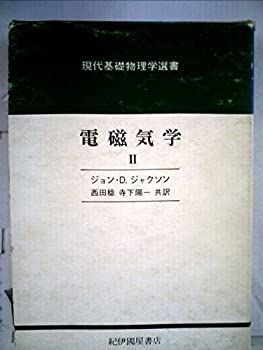 現代基礎物理学選書
電磁気学
II
ジョン・D. ジャクソン
西田稔 寺下陽一 共訳
紀伊國屋書店